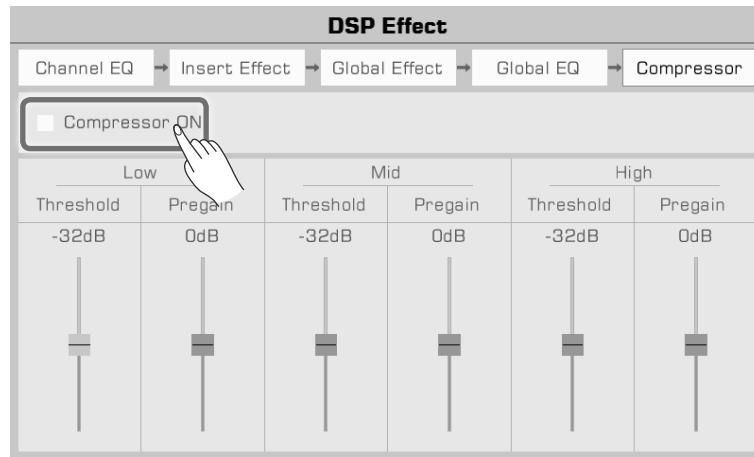 DSP Effect
Channel EQ → Insert Effect → Global Effect → Global EQ → Compressor
Compressor ON
Low Mid High
Threshold Pregain Threshold Pregain Threshold Pregain
-32dB 0dB -32dB 0dB -32dB 0dB